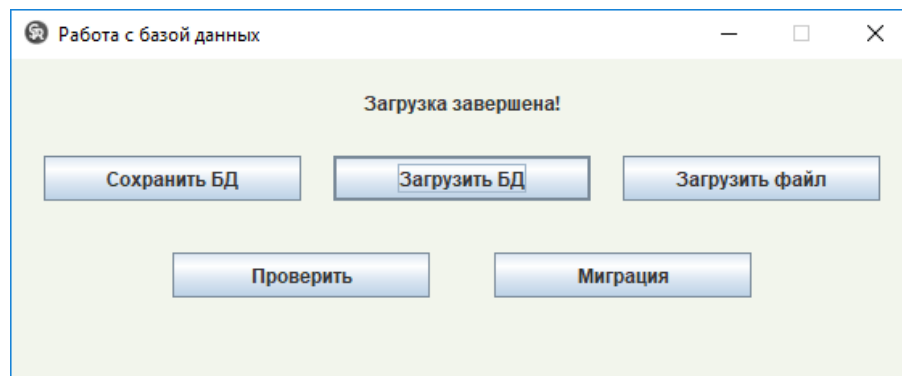 Работа с базой данных
Загрузка завершена!
Сохранить БД Загрузить БД Загрузить файл
Проверить Миграция